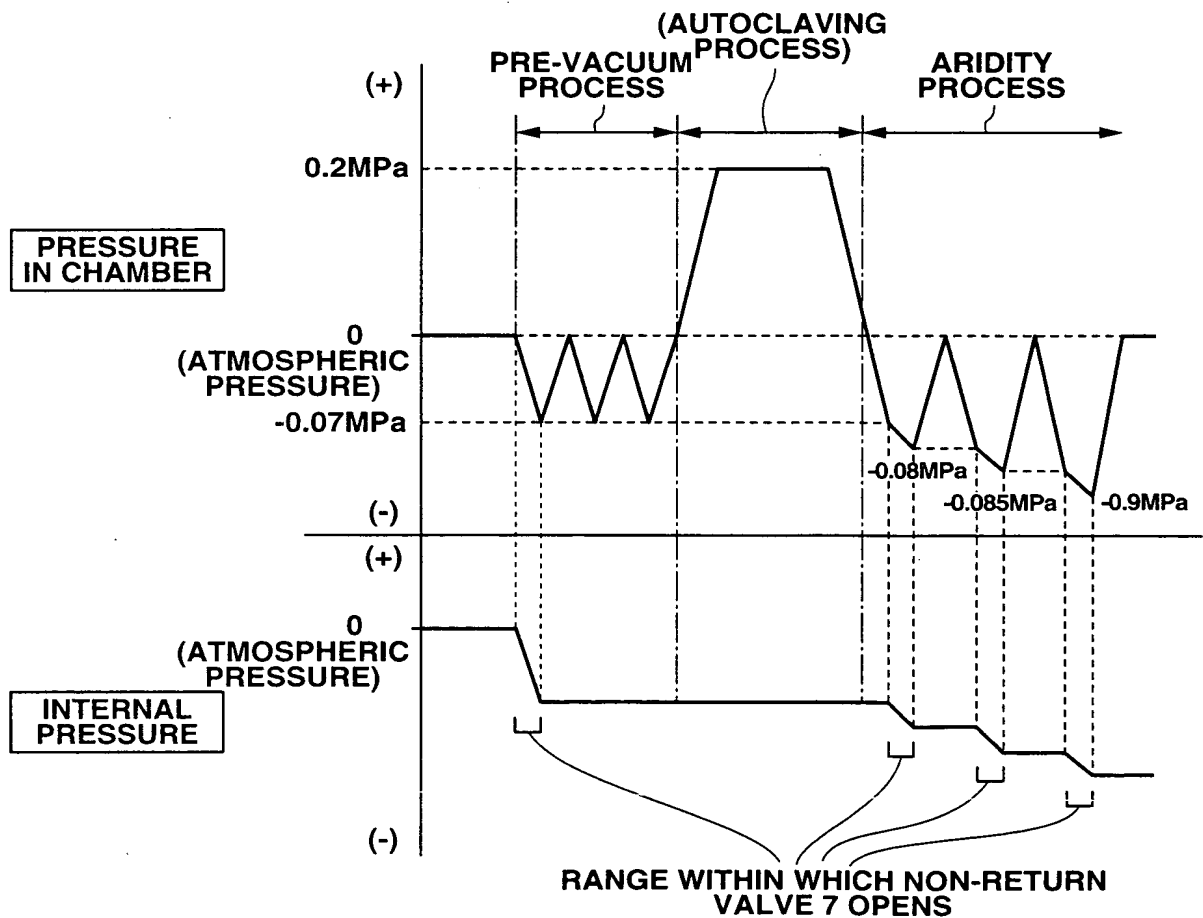 (AUTOCLAVING
PROCESS)
PRE-VACUUM
PROCESS
ARIDITY
PROCESS
(+)
0.2MPa
PRESSURE
IN CHAMBER
0
(ATMOSPHERIC
PRESSURE)
-0.07MPa
-0.08MPa
-0.085MPa
-0.9MPa
(-)
(+)
0
(ATMOSPHERIC
PRESSURE)
INTERNAL
PRESSURE
(-)
RANGE WITHIN WHICH NON-RETURN
VALVE 7 OPENS